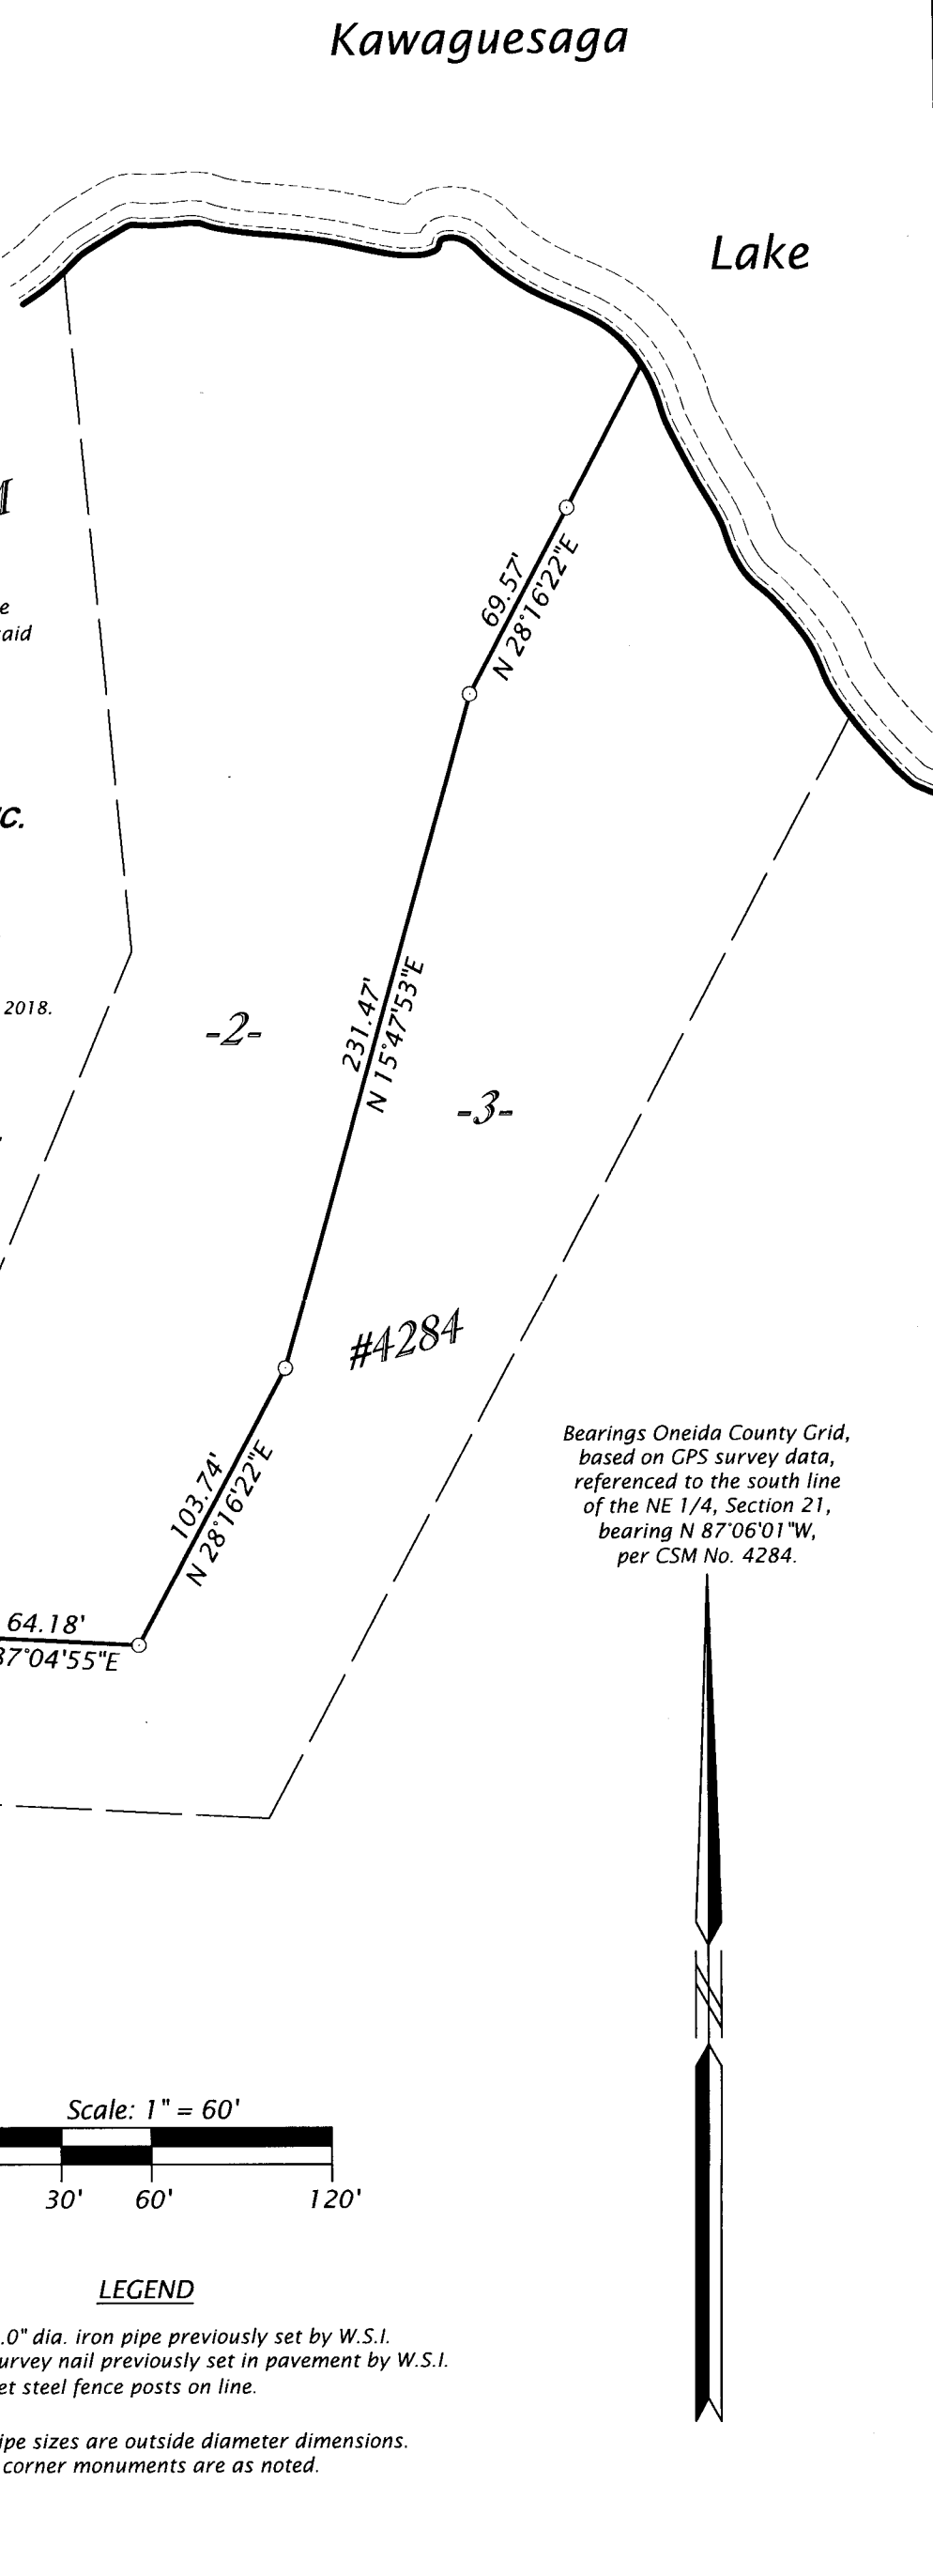 Kawaguesaga
Lake
69.57'
N 28°16'22"E
e
aid
C.
2018.
231.47'
N 15°47'53"E
-2-
-3-
#4284
103.74'
N 28°16'22"E
Bearings Oneida County Grid,
based on GPS survey data,
referenced to the south line
of the NE 1/4, Section 21,
bearing N 87°06'01"W,
per CSM No. 4284.
64.18'
87°04'55"E
Scale: 1" = 60'
30' 60' 120'
LEGEND
.0" dia. iron pipe previously set by W.S.I.
urvey nail previously set in pavement by W.S.I.
et steel fence posts on line.
ipe sizes are outside diameter dimensions.
corner monuments are as noted.